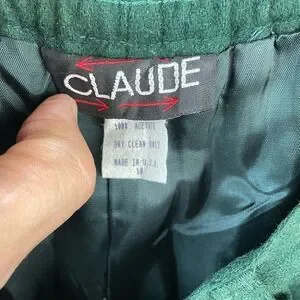 CLAUDE
100% ACETATE
DRY CLEAN ONLY
MADE IN U.S.A.
10